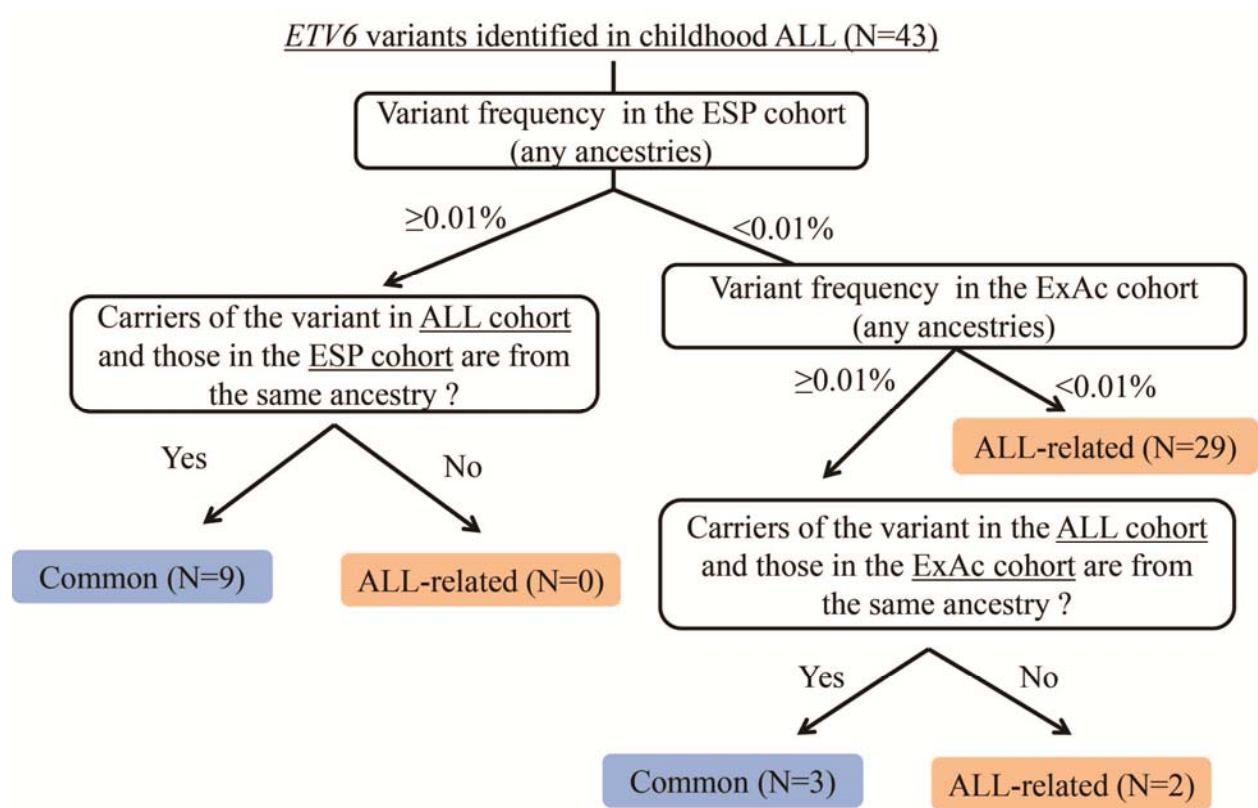 ETV6 variants identified in childhood ALL (N=43)
Variant frequency in the ESP cohort
(any ancestries)
≥0.01%
<0.01%
Carriers of the variant in ALL cohort
and those in the ESP cohort are from
the same ancestry ?
Variant frequency in the ExAc cohort
(any ancestries)
≥0.01%
<0.01%
Yes
No
ALL-related (N=29)
Common (N=9)
ALL-related (N=0)
Carriers of the variant in the ALL cohort
and those in the ExAc cohort are from
the same ancestry ?
Yes
No
Common (N=3)
ALL-related (N=2)